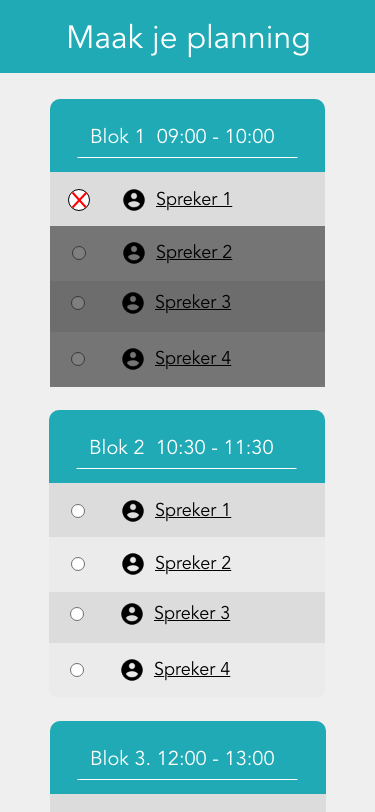 Maak je planning
Blok 1 09:00 - 10:00
Spreker 1
Spreker 2
Spreker 3
Spreker 4
Blok 2 10:30 - 11:30
Spreker 1
Spreker 2
Spreker 3
Spreker 4
Blok 3. 12:00 - 13:00